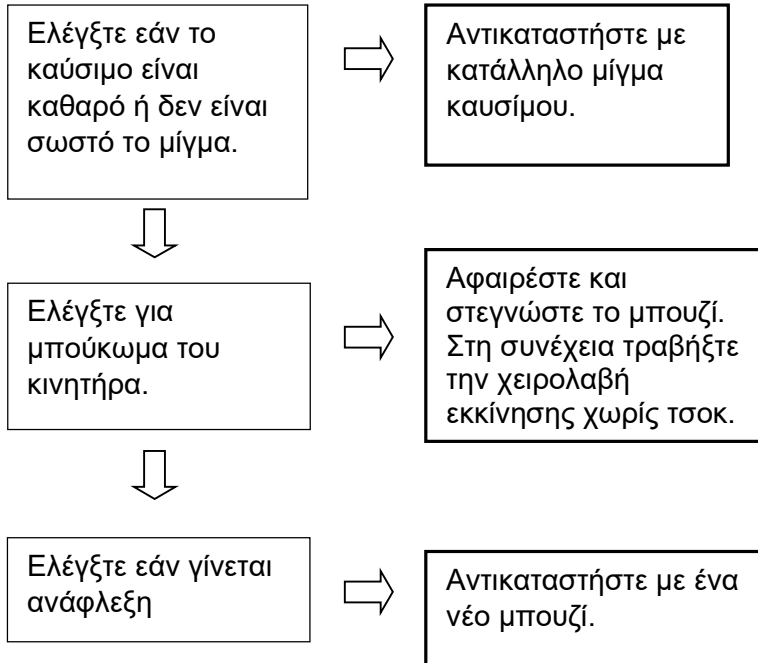 Ελέγξτε εάν το
καύσιμο είναι
καθαρό ή δεν είναι
σωστό το μίγμα.
Αντικαταστήστε με
κατάλληλο μίγμα
καυσίμου.
Ελέγξτε για
μπούκωμα του
κινητήρα.
Αφαιρέστε και
στεγνώστε το μπουζί.
Στη συνέχεια τραβήξτε
την χειρολαβή
εκκίνησης χωρίς τσοκ.
Ελέγξτε εάν γίνεται
ανάφλεξη
Αντικαταστήστε με ένα
νέο μπουζί.